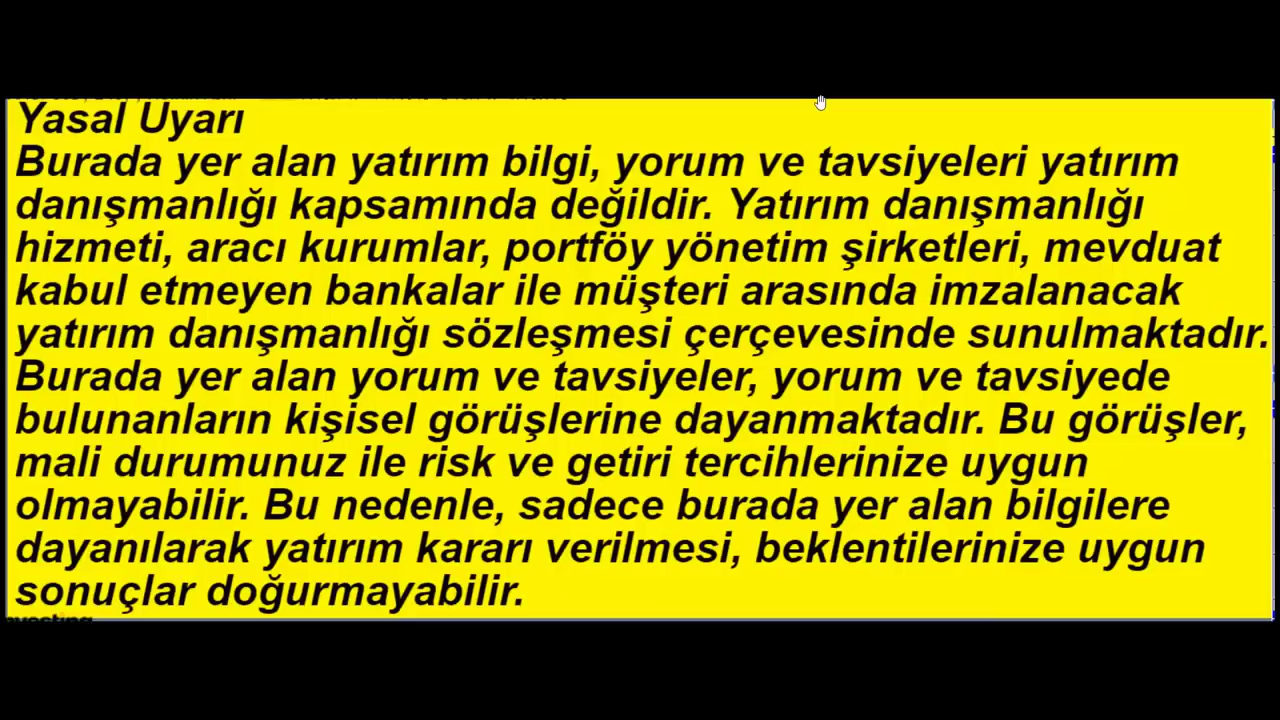 Yasal Uyarı
Burada yer alan yatırım bilgi, yorum ve tavsiyeleri yatırım
danışmanlığı kapsamında değildir. Yatırım danışmanlığı
hizmeti, aracı kurumlar, portföy yönetim şirketleri, mevduat
kabul etmeyen bankalar ile müşteri arasında imzalanacak
yatırım danışmanlığı sözleşmesi çerçevesinde sunulmaktadır.
Burada yer alan yorum ve tavsiyeler, yorum ve tavsiyede
bulunanların kişisel görüşlerine dayanmaktadır. Bu görüşler,
mali durumunuz ile risk ve getiri tercihlerinize uygun
olmayabilir. Bu nedenle, sadece burada yer alan bilgilere
dayanılarak yatırım kararı verilmesi, beklentilerinize uygun
sonuçlar doğurmayabilir.